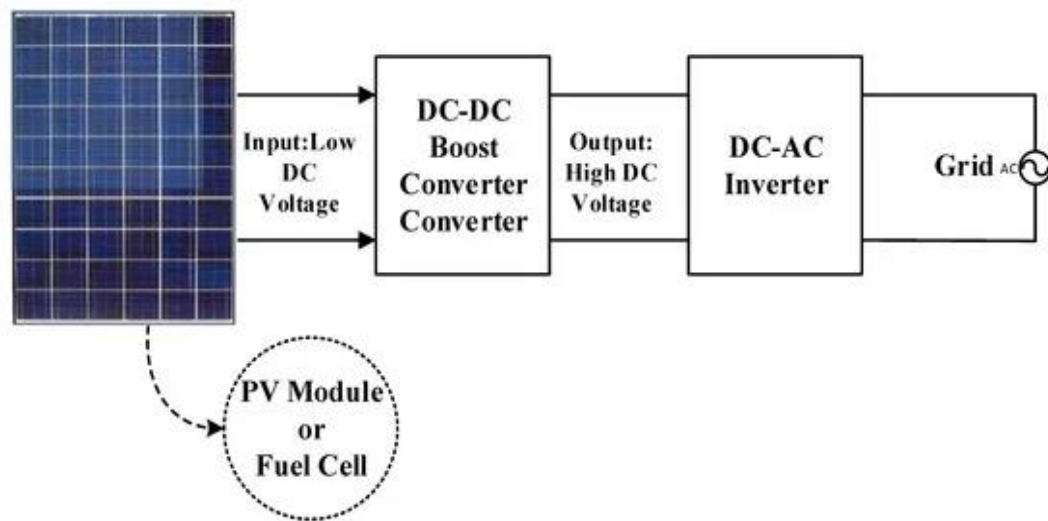 Input:Low
DC
Voltage
DC-DC
Boost
Converter
Converter
Output:
High DC
Voltage
DC-AC
Inverter
Grid AC
PV Module
or
Fuel Cell